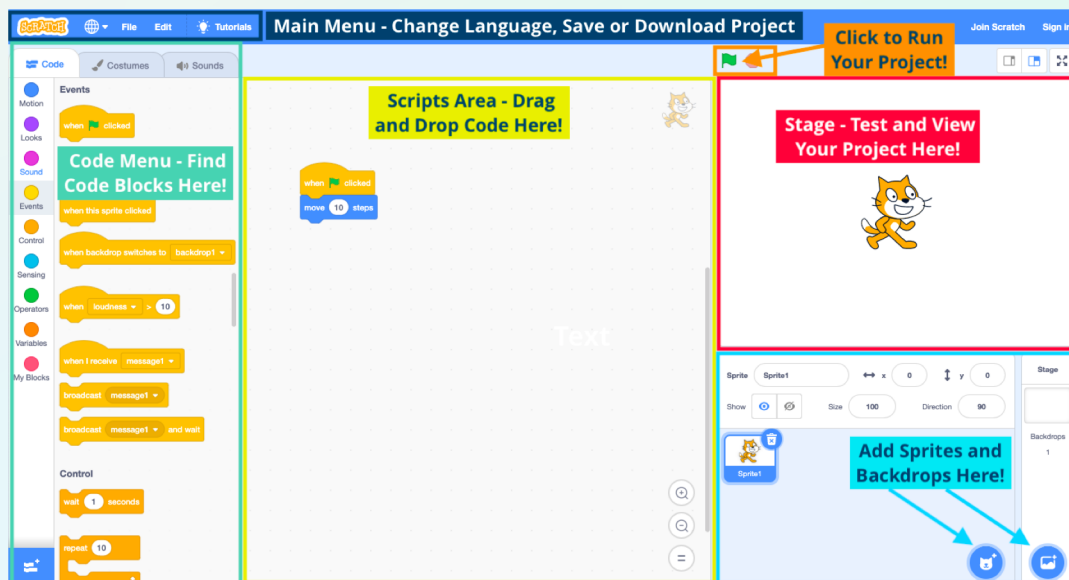 SCRATCH File Edit Tutorials Main Menu - Change Language, Save or Download Project Join Scratch Sign in
Click to Run
Your Project!
Code Costumes Sounds
Motion
Looks
Sound
Events
Control
Sensing
Operators
Variables
My Blocks
Events
when clicked
Code Menu - Find
Code Blocks Here!
when this sprite clicked
when backdrop switches to backdrop1
when loudness > 10
when I receive message1
broadcast message1
broadcast message1 and wait
Control
wait 1 seconds
repeat 10
Scripts Area - Drag
and Drop Code Here!
when clicked
move 10 steps
Text
Stage - Test and View
Your Project Here!
Sprite Sprite1 x 0 y 0
Show Size 100 Direction 90
Sprite1
Stage
Backdrops
1
Add Sprites and
Backdrops Here!